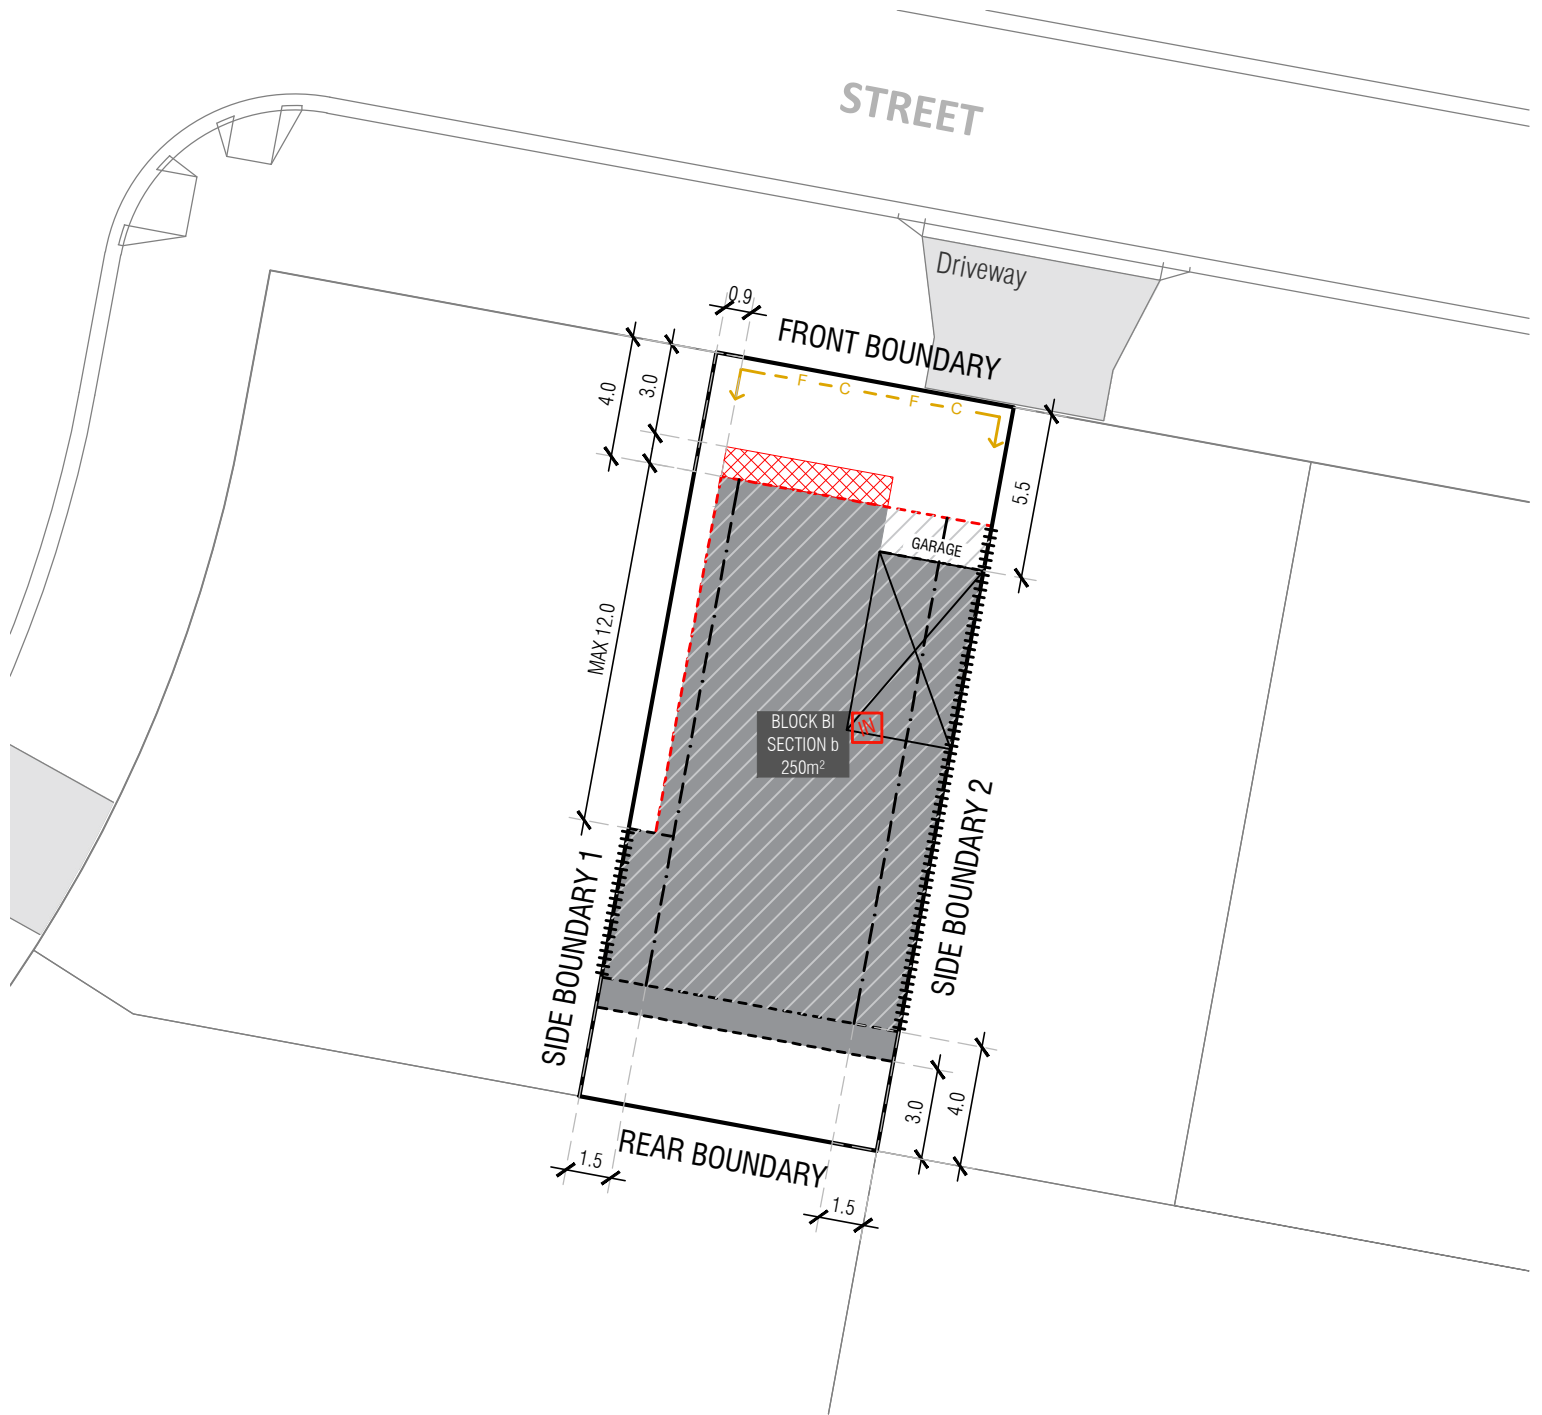 STREET
Driveway
0.9
FRONT BOUNDARY
F C F C
4.0
3.0
5.5
GARAGE
MAX 12.0
BLOCK BI
SECTION b
250m²
IN
SIDE BOUNDARY 2
SIDE BOUNDARY 1
3.0
4.0
REAR BOUNDARY
1.5
1.5